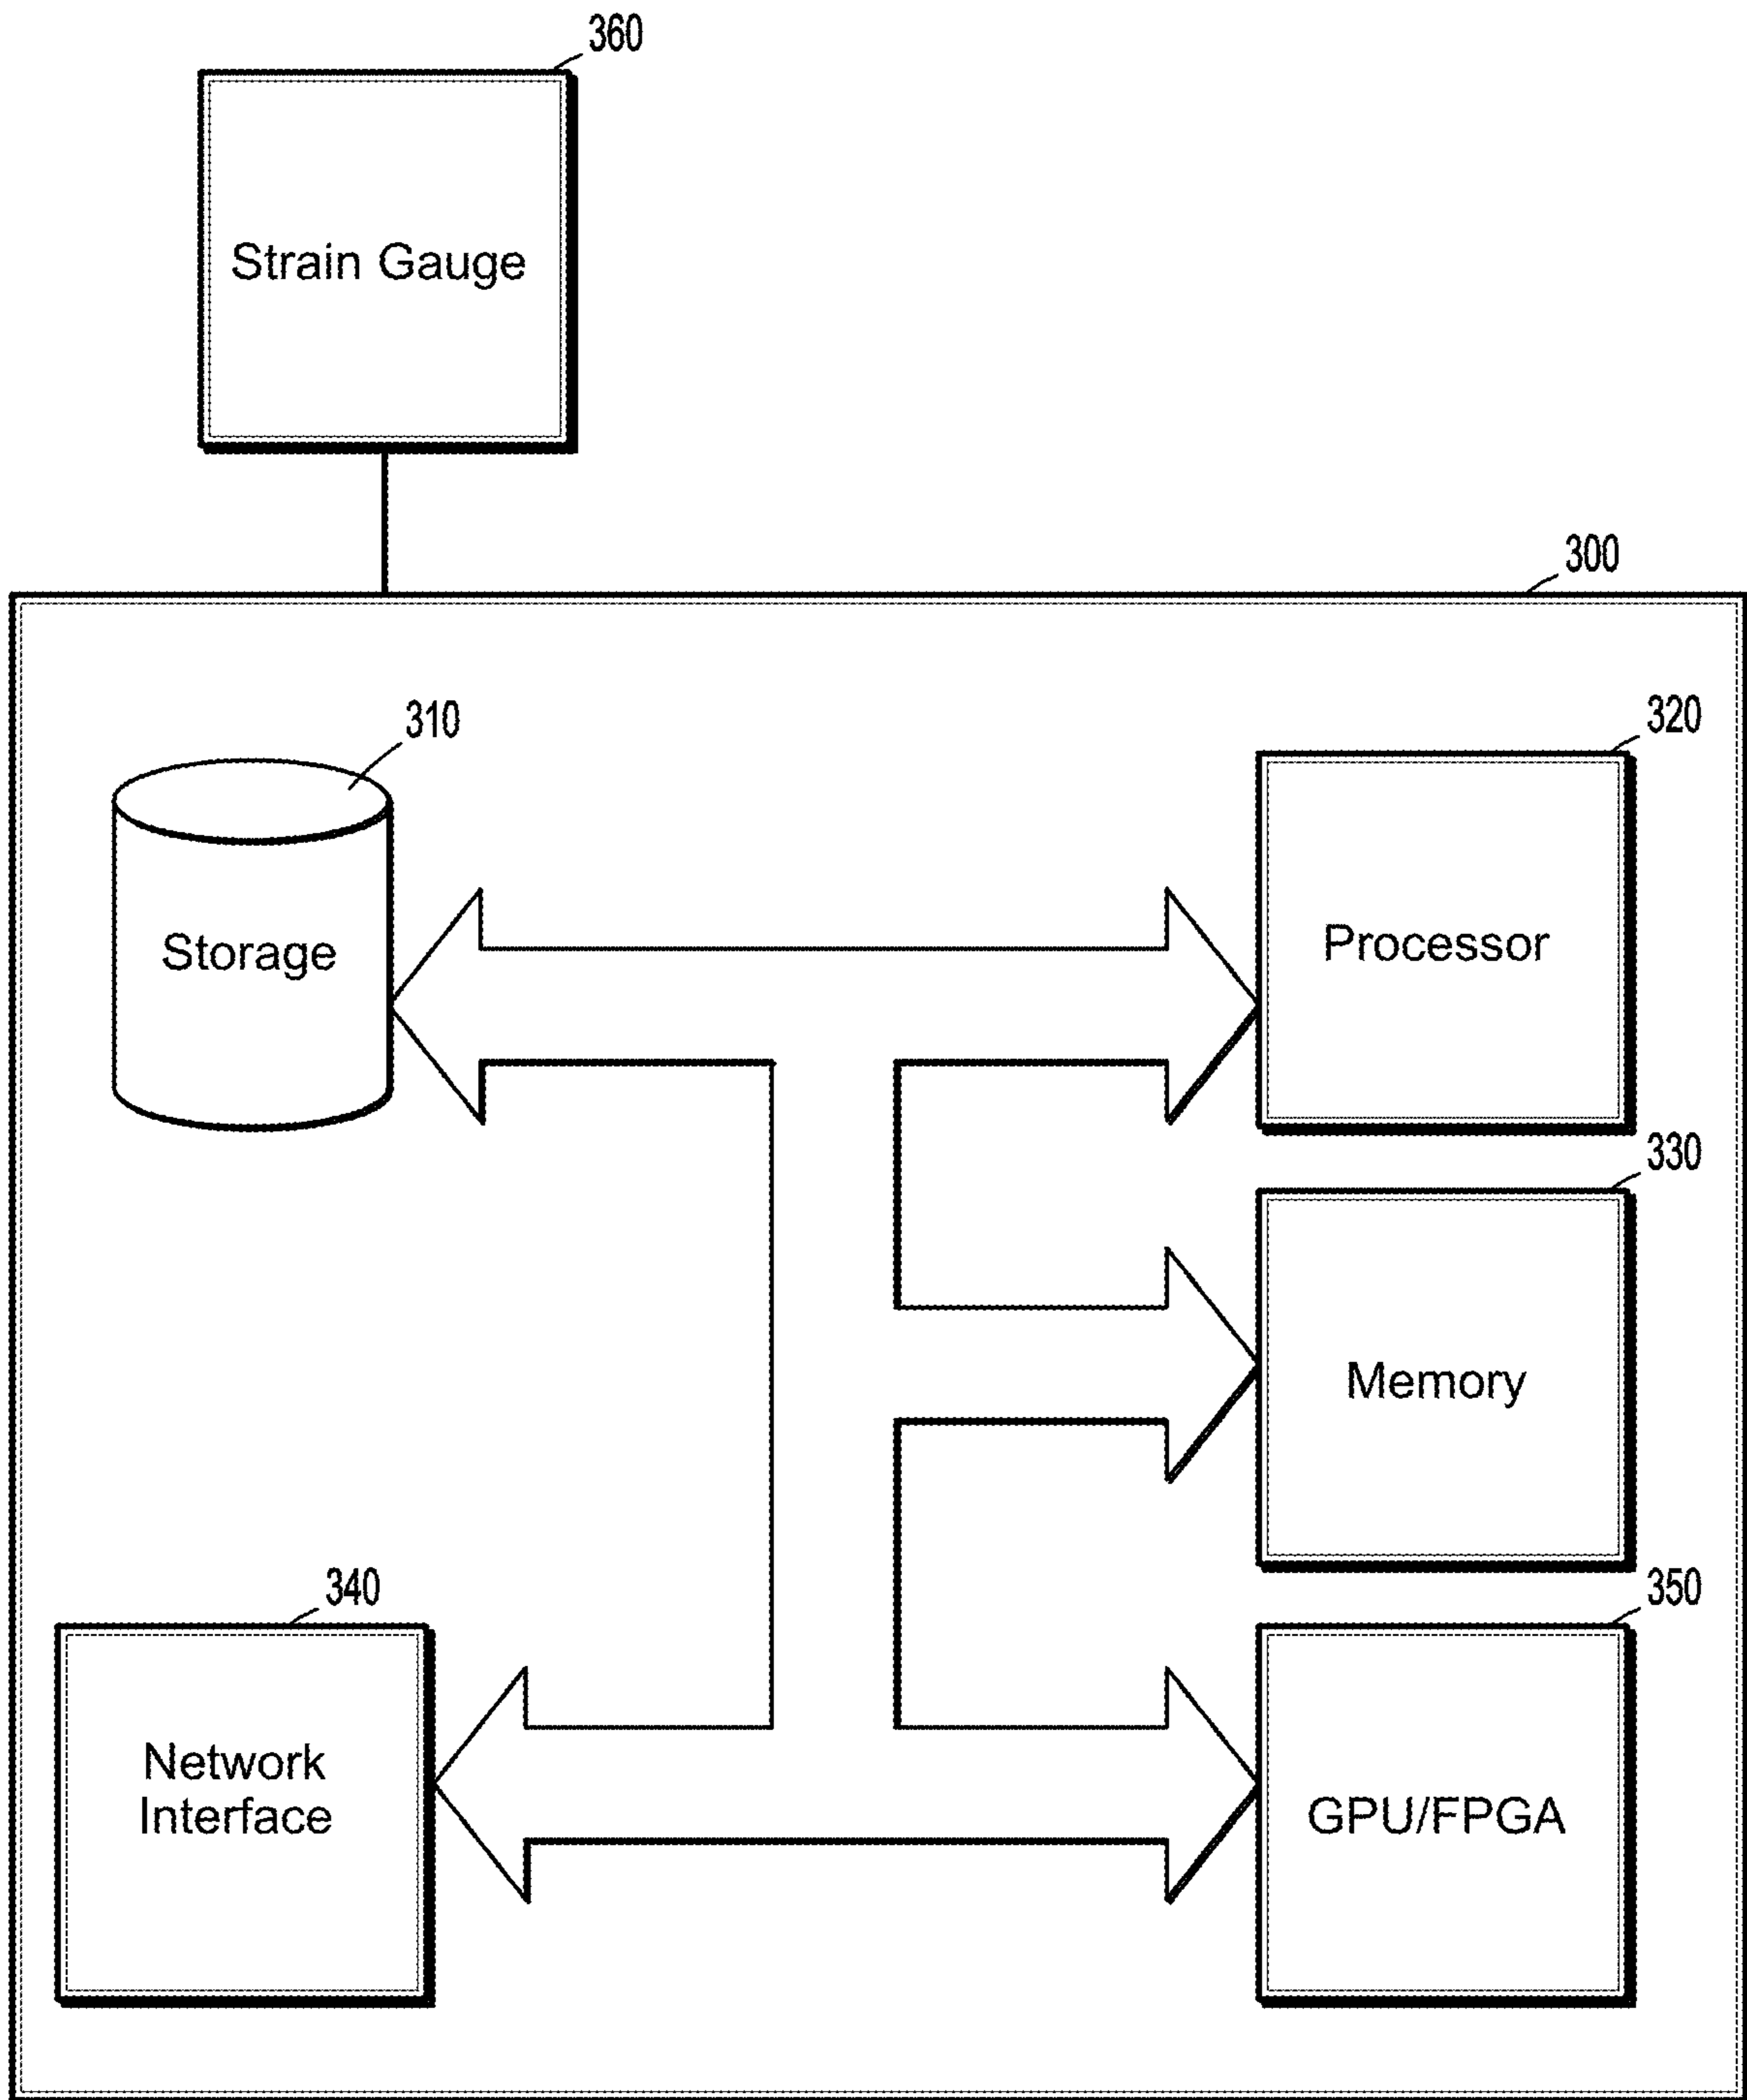 360
Strain Gauge
300
310
Storage
320
Processor
330
Memory
340
Network
Interface
350
GPU/FPGA